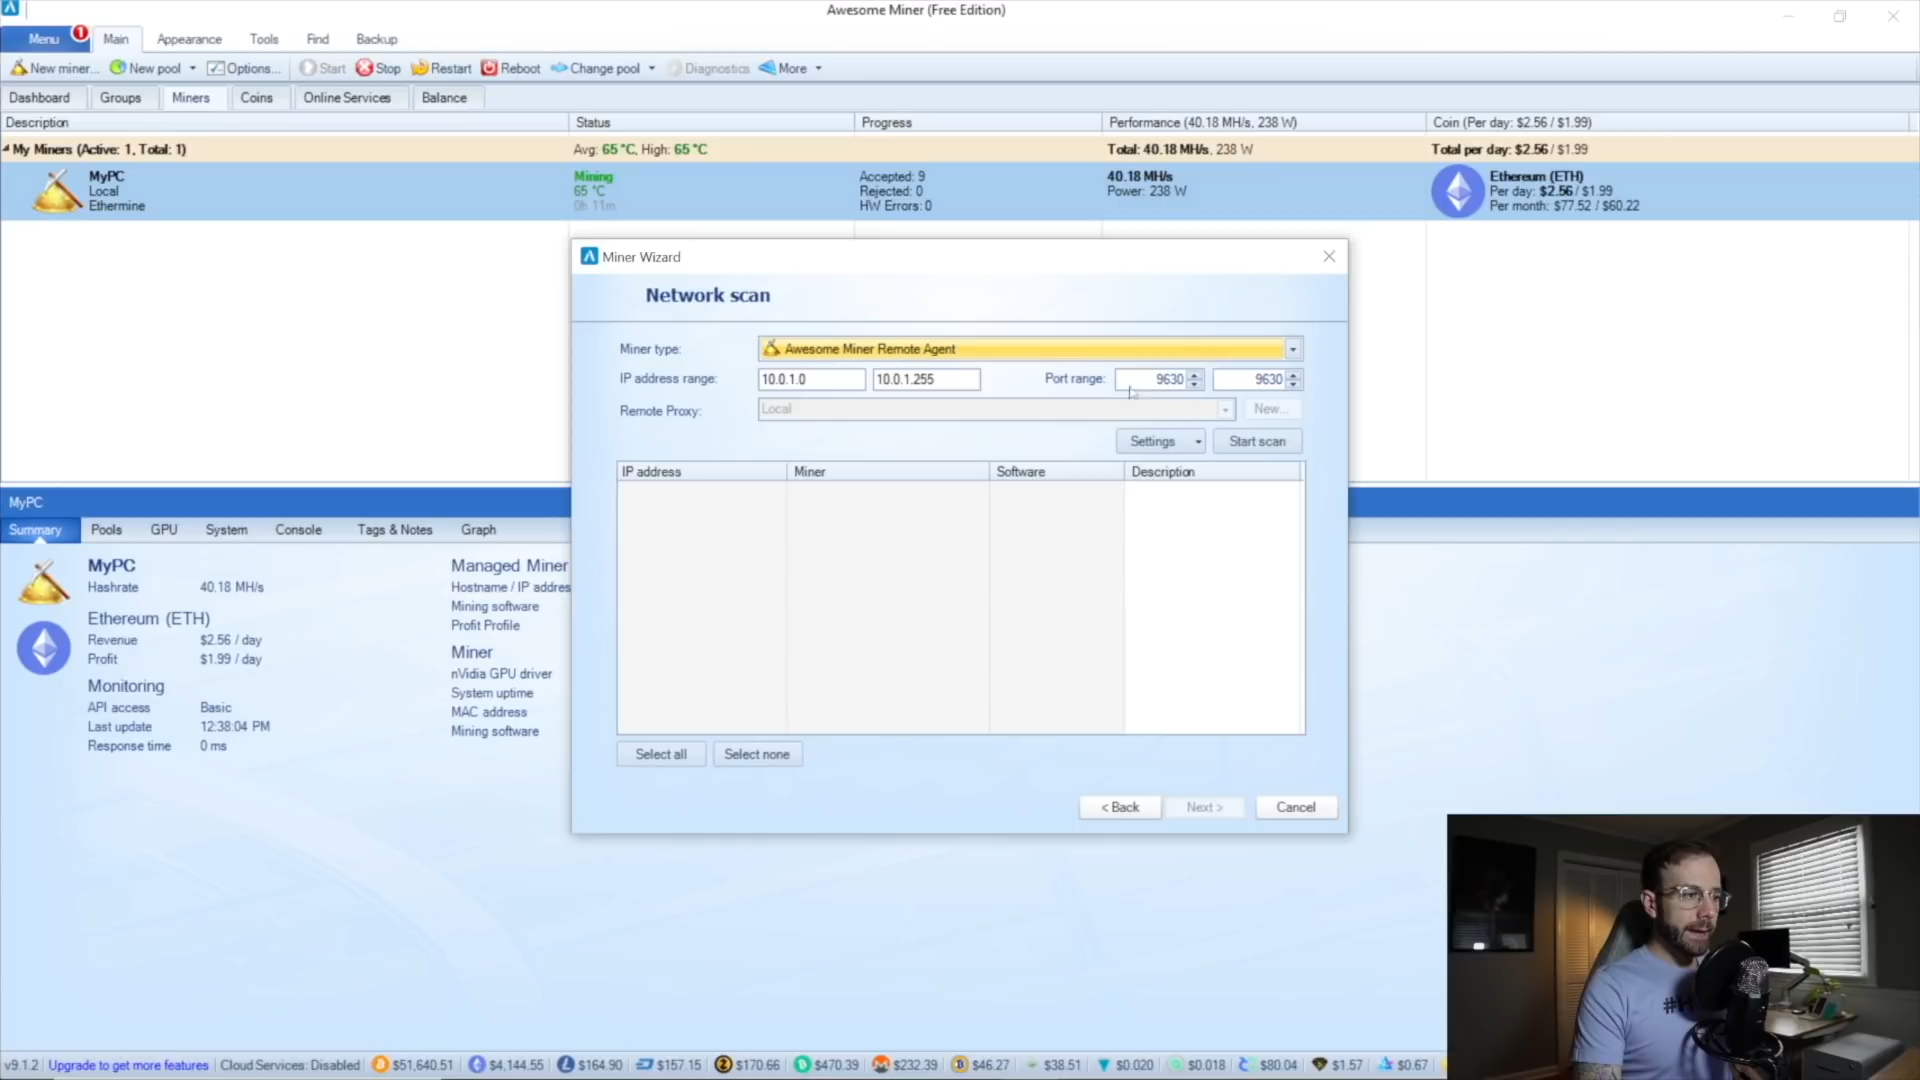 Awesome Miner (Free Edition)
Menu 1 Main Appearance Tools Find Backup
New miner... New pool Options... Start Stop Restart Reboot Change pool Diagnostics More
Dashboard Groups Miners Coins Online Services Balance
Description Status Progress Performance (40.18 MH/s, 238 W) Coin (Per day: $2.56 / $1.99)
My Miners (Active: 1, Total: 1) Avg: 65 °C, High: 65 °C Total: 40.18 MH/s, 238 W Total per day: $2.56 / $1.99
MyPC Mining Accepted: 9 40.18 MH/s Ethereum (ETH)
Local 65 °C Rejected: 0 Power: 238 W Per day: $2.56 / $1.99
Ethermine 0h 11m HW Errors: 0 Per month: $77.52 / $60.22
Miner Wizard
Network scan
Miner type: Awesome Miner Remote Agent
IP address range: 10.0.1.0 10.0.1.255 Port range: 9630 9630
Remote Proxy: Local New...
Settings Start scan
IP address Miner Software Description
Select all Select none
< Back Next > Cancel
MyPC
Summary Pools GPU System Console Tags & Notes Graph
MyPC
Hashrate 40.18 MH/s
Ethereum (ETH)
Revenue $2.56 / day
Profit $1.99 / day
Monitoring
API access Basic
Last update 12:38:04 PM
Response time 0 ms
Managed Miner
Hostname / IP addres
Mining software
Profit Profile
Miner
nVidia GPU driver
System uptime
MAC address
Mining software
v9.1.2 Upgrade to get more features Cloud Services: Disabled $51,640.51 $4,144.55 $164.90 $157.15 $170.66 $470.39 $232.39 $46.27 $38.51 $0.020 $0.018 $80.04 $1.57 $0.67